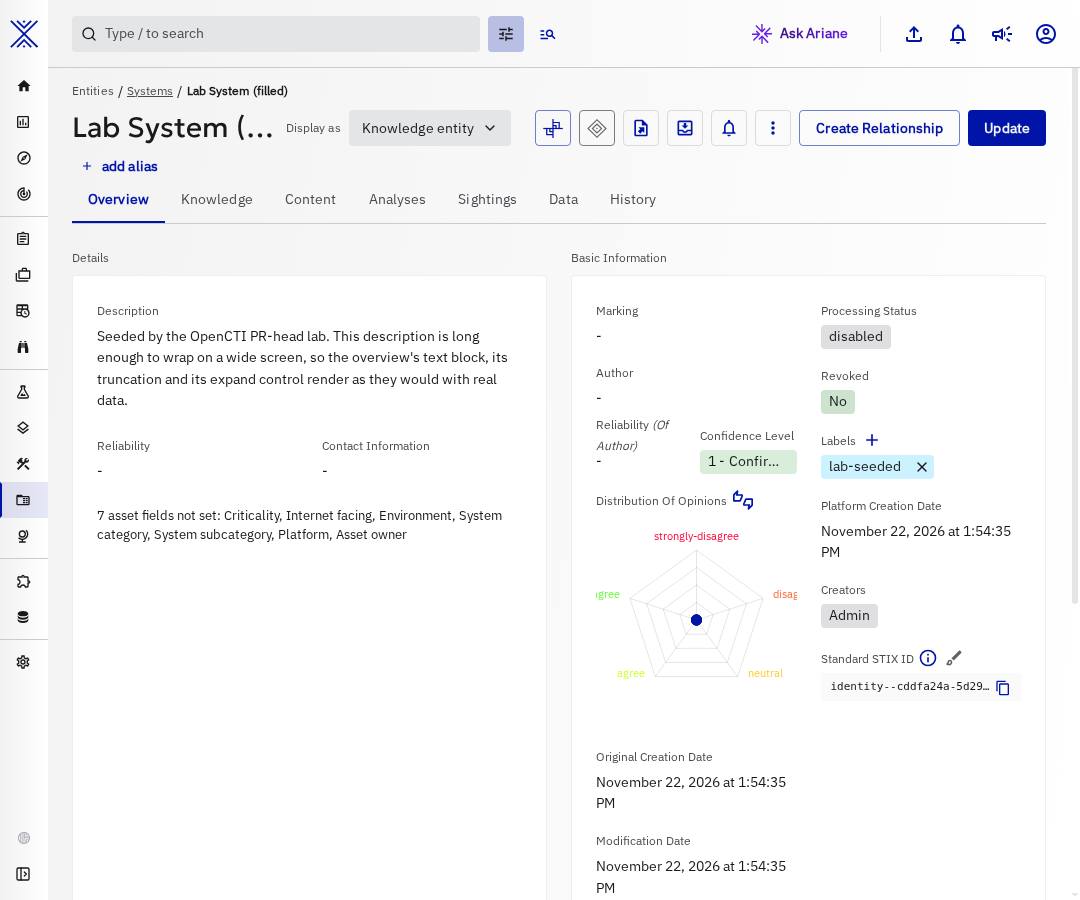 Type / to search
Ask Ariane
Entities / Systems / Lab System (filled)
Lab System (...
Display as
Knowledge entity
Create Relationship
Update
+ add alias
Overview
Knowledge
Content
Analyses
Sightings
Data
History
Details
Description
Seeded by the OpenCTI PR-head lab. This description is long
enough to wrap on a wide screen, so the overview's text block, its
truncation and its expand control render as they would with real
data.
Reliability
Contact Information
-
-
7 asset fields not set: Criticality, Internet facing, Environment, System
category, System subcategory, Platform, Asset owner
Basic Information
Marking
-
Author
-
Reliability (Of
Author)
-
Confidence Level
1 - Confir...
Distribution Of Opinions
strongly-disagree
disag
neutral
agree
agree
Original Creation Date
November 22, 2026 at 1:54:35
PM
Modification Date
November 22, 2026 at 1:54:35
PM
Processing Status
disabled
Revoked
No
Labels
lab-seeded
Platform Creation Date
November 22, 2026 at 1:54:35
PM
Creators
Admin
Standard STIX ID
identity--cddfa24a-5d29…